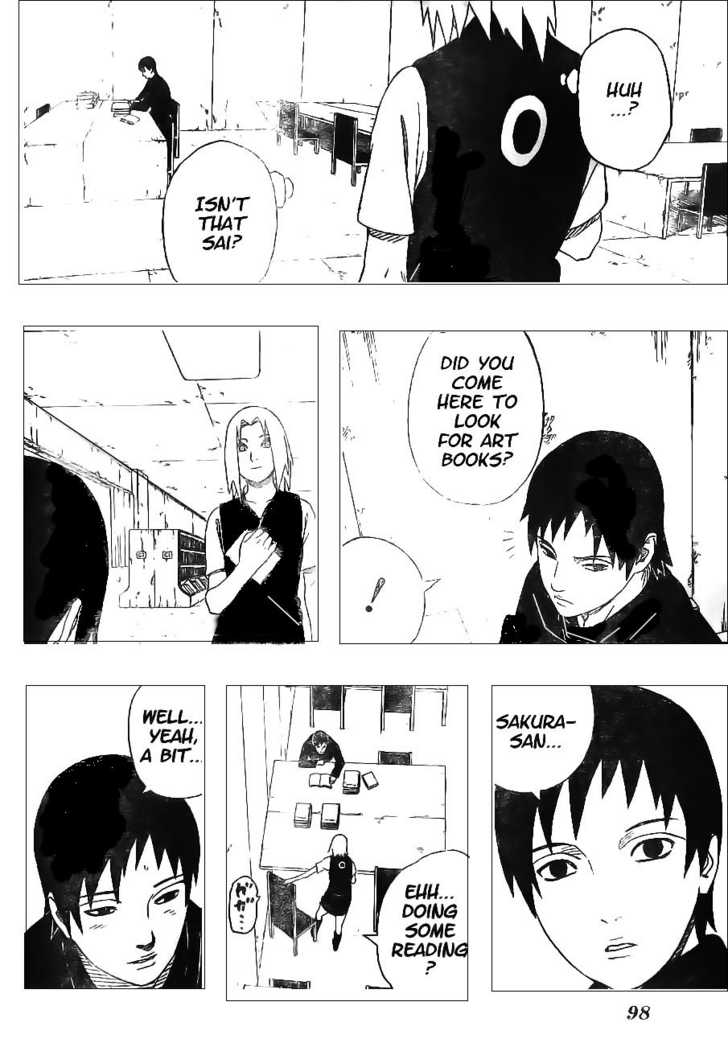 HUH
...?
ISN'T
THAT
SAI?
DID YOU
COME
HERE TO
LOOK
FOR ART
BOOKS?
SAKURA-
SAN...
EHH...
DOING
SOME
READING
?
WELL...
YEAH,
A BIT...
98